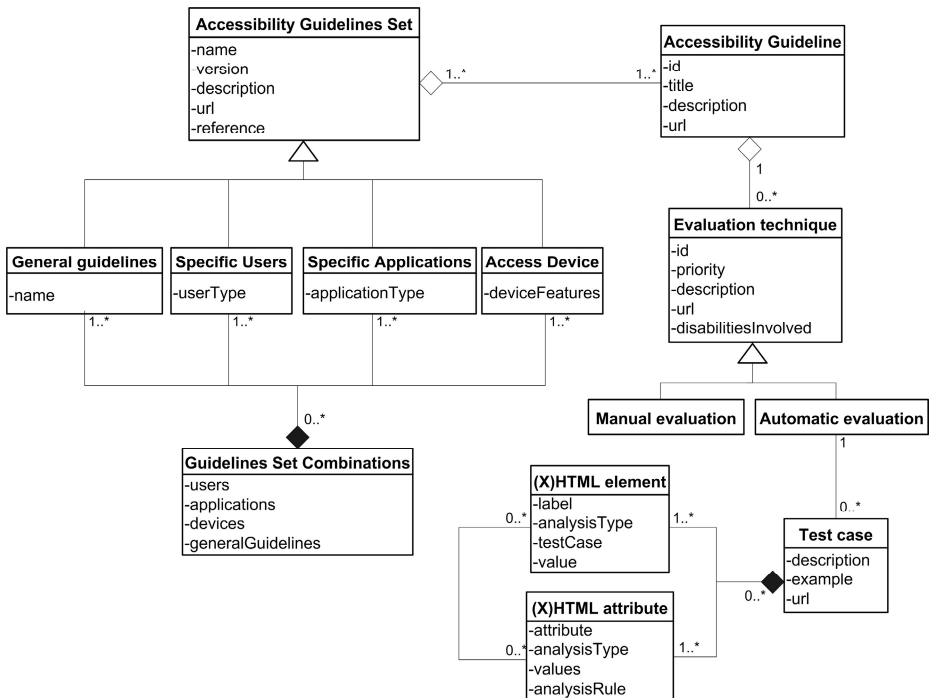 Accessibility Guidelines Set
-name
-version
-description
-url
-reference
1..*
1..*
Accessibility Guideline
-id
-title
-description
-url
1
0..*
Evaluation technique
-id
-priority
-description
-url
-disabilitiesInvolved
General guidelines
-name
1..*
Specific Users
-userType
1..*
Specific Applications
-applicationType
1..*
Access Device
-deviceFeatures
1..*
0..*
Guidelines Set Combinations
-users
-applications
-devices
-generalGuidelines
Manual evaluation
Automatic evaluation
1
0..*
Test case
-description
-example
-url
0..*
(X)HTML element
-label
-analysisType
-testCase
-value
0..*
1..*
(X)HTML attribute
-attribute
-analysisType
-values
-analysisRule
0..*
1..*